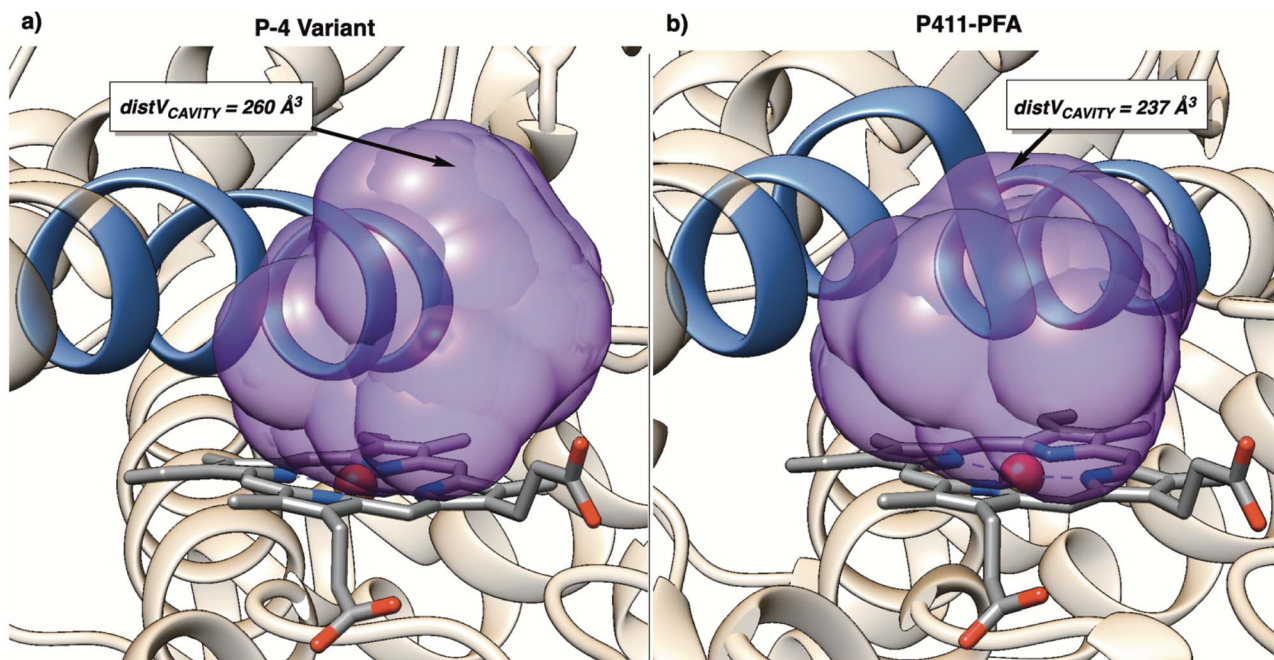 a)
P-4 Variant
distV_CAVITY = 260 Å³
b)
P411-PFA
distV_CAVITY = 237 Å³